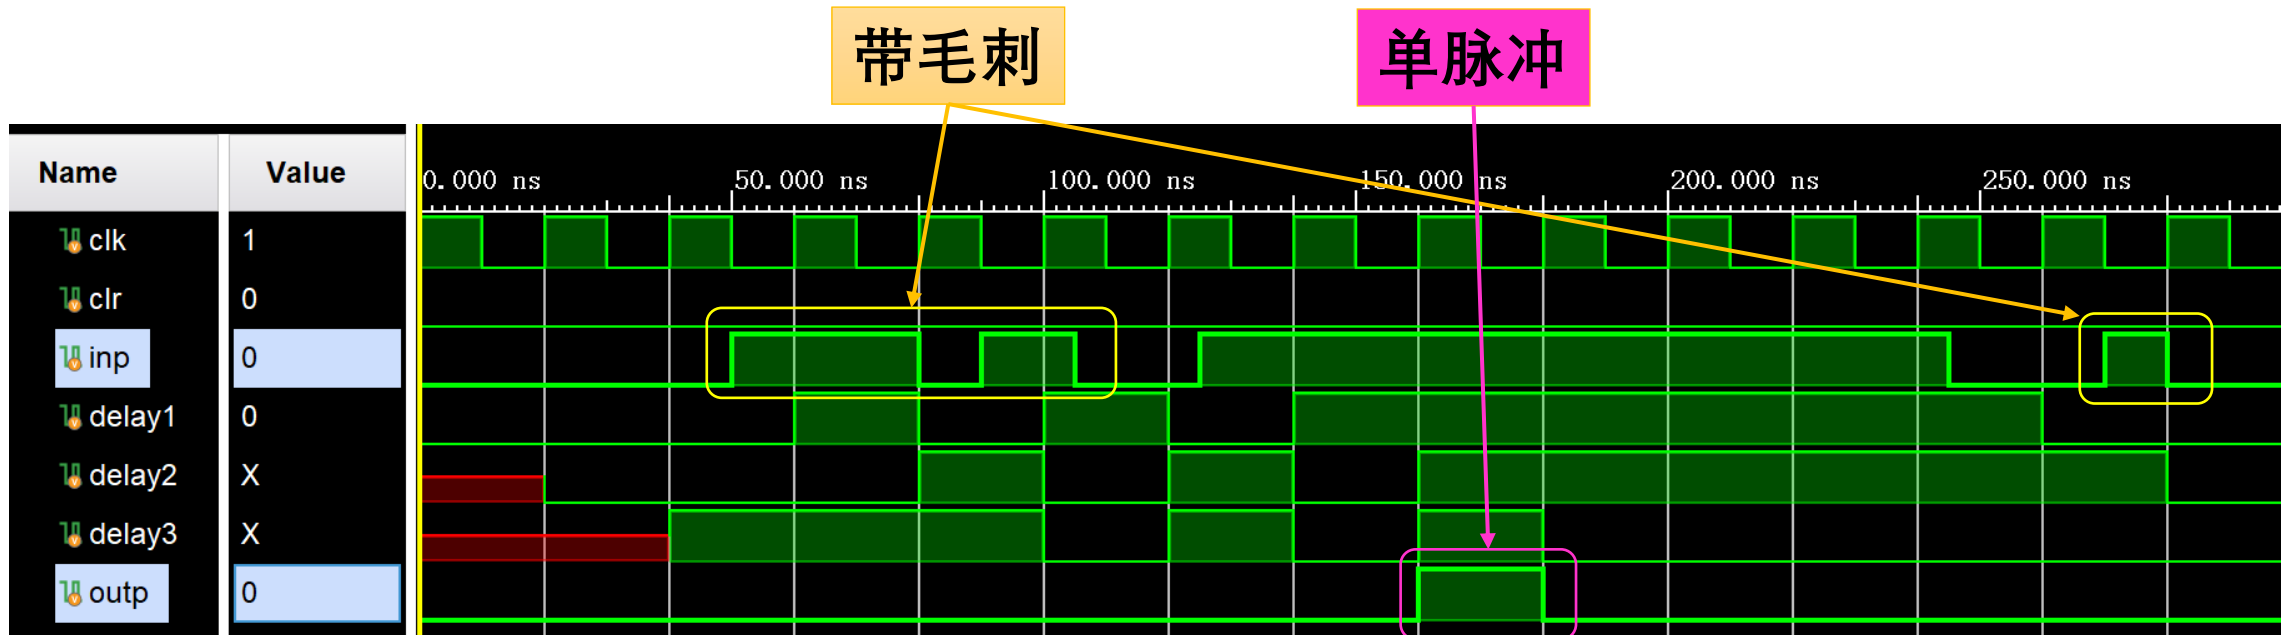 带毛刺
单脉冲
Name Value
0.000 ns 50.000 ns 100.000 ns 150.000 ns 200.000 ns 250.000 ns
clk 1
clr 0
inp 0
delay1 0
delay2 X
delay3 X
outp 0